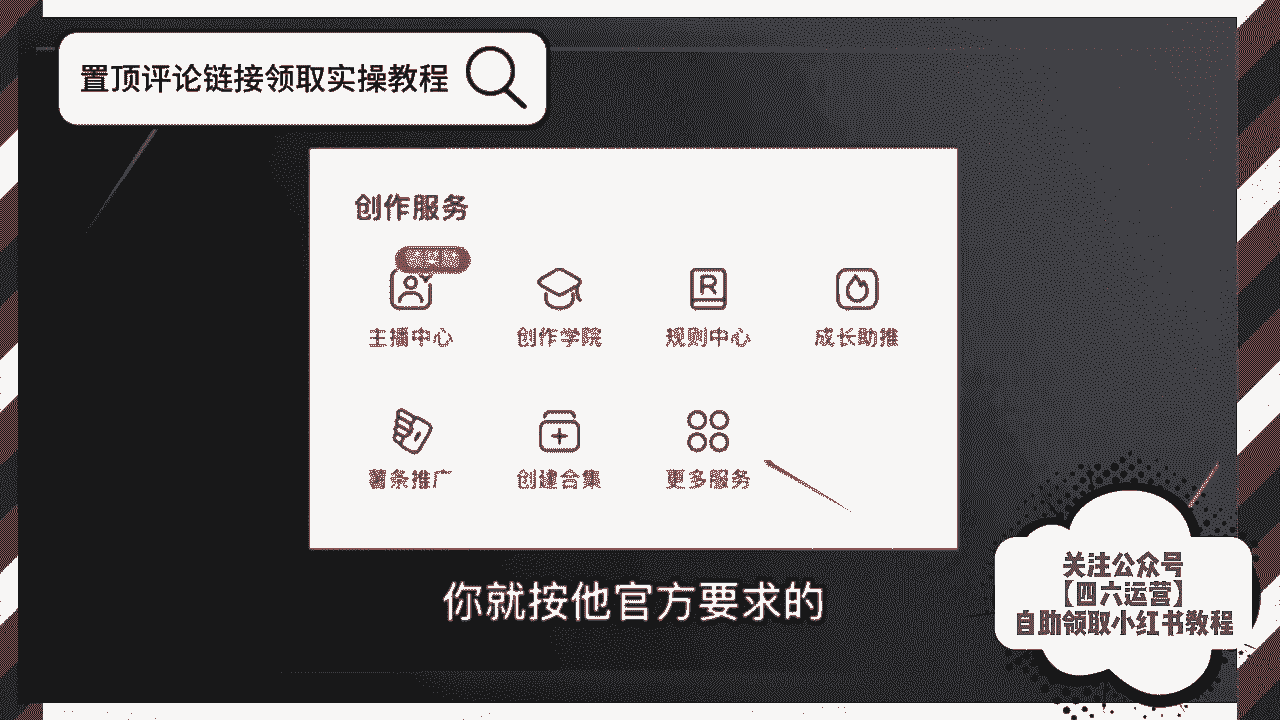 置顶评论链接领取实操教程
创作服务
主播中心
创作学院
规则中心
成长助推
薯条推广
创建合集
更多服务
你就按他官方要求的
关注公众号
【四六运营】
自助领取小红书教程